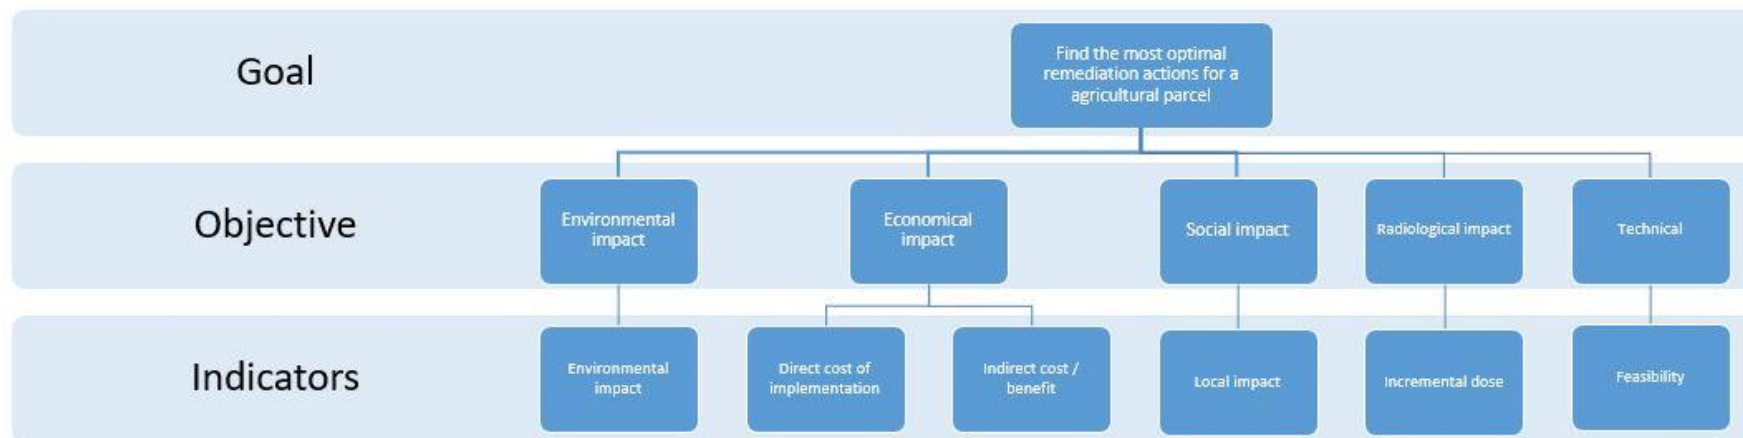 Goal
Find the most optimal
remediation actions for a
agricultural parcel
Objective
Environmental
impact
Economical
impact
Social impact
Radiological impact
Technical
Indicators
Environmental
impact
Direct cost of
implementation
Indirect cost /
benefit
Local impact
Incremental dose
Feasibility